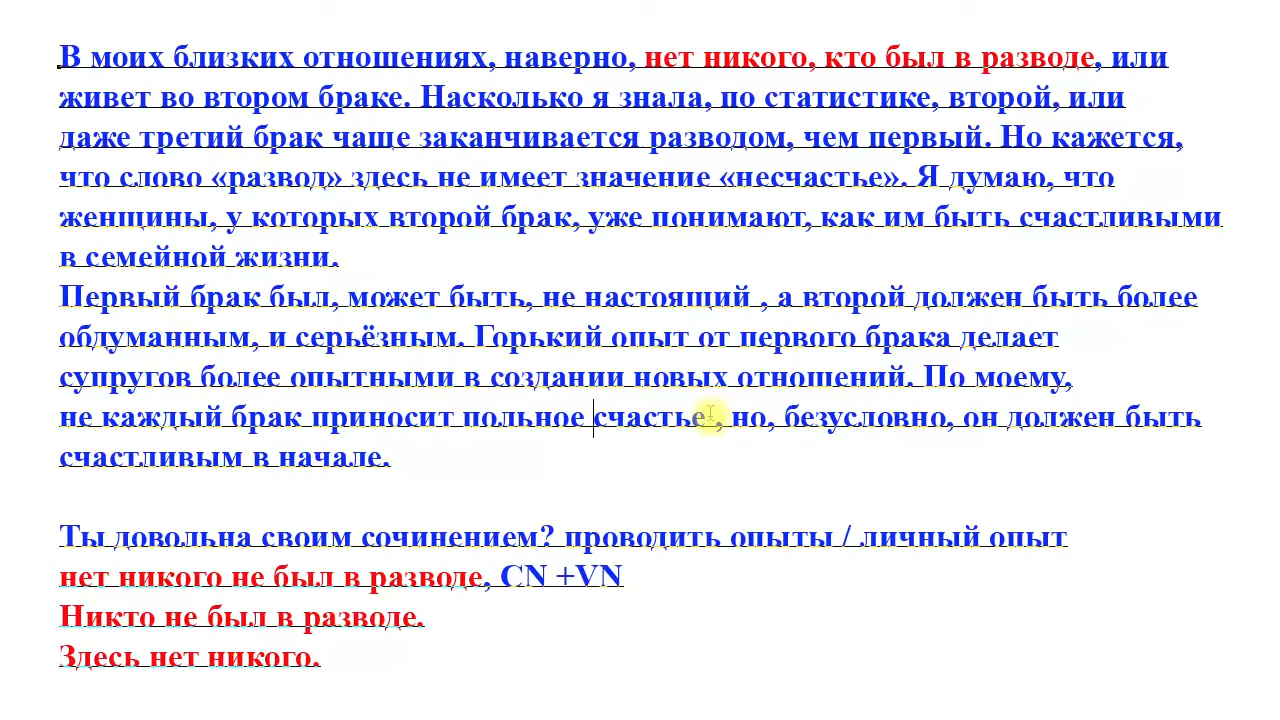 В моих близких отношениях, наверно, нет никого, кто был в разводе, или
живет во втором браке. Насколько я знала, по статистике, второй, или
даже третий брак чаще заканчивается разводом, чем первый. Но кажется,
что слово «развод» здесь не имеет значение «несчастье». Я думаю, что
женщины, у которых второй брак, уже понимают, как им быть счастливыми
в семейной жизни.
Первый брак был, может быть, не настоящий , а второй должен быть более
обдуманным, и серьёзным. Горький опыт от первого брака делает
супругов более опытными в создании новых отношений. По моему,
не каждый брак приносит польное счастье , но, безусловно, он должен быть
счастливым в начале.
Ты довольна своим сочинением? проводить опыты / личный опыт
нет никого не был в разводе, CN +VN
Никто не был в разводе.
Здесь нет никого.